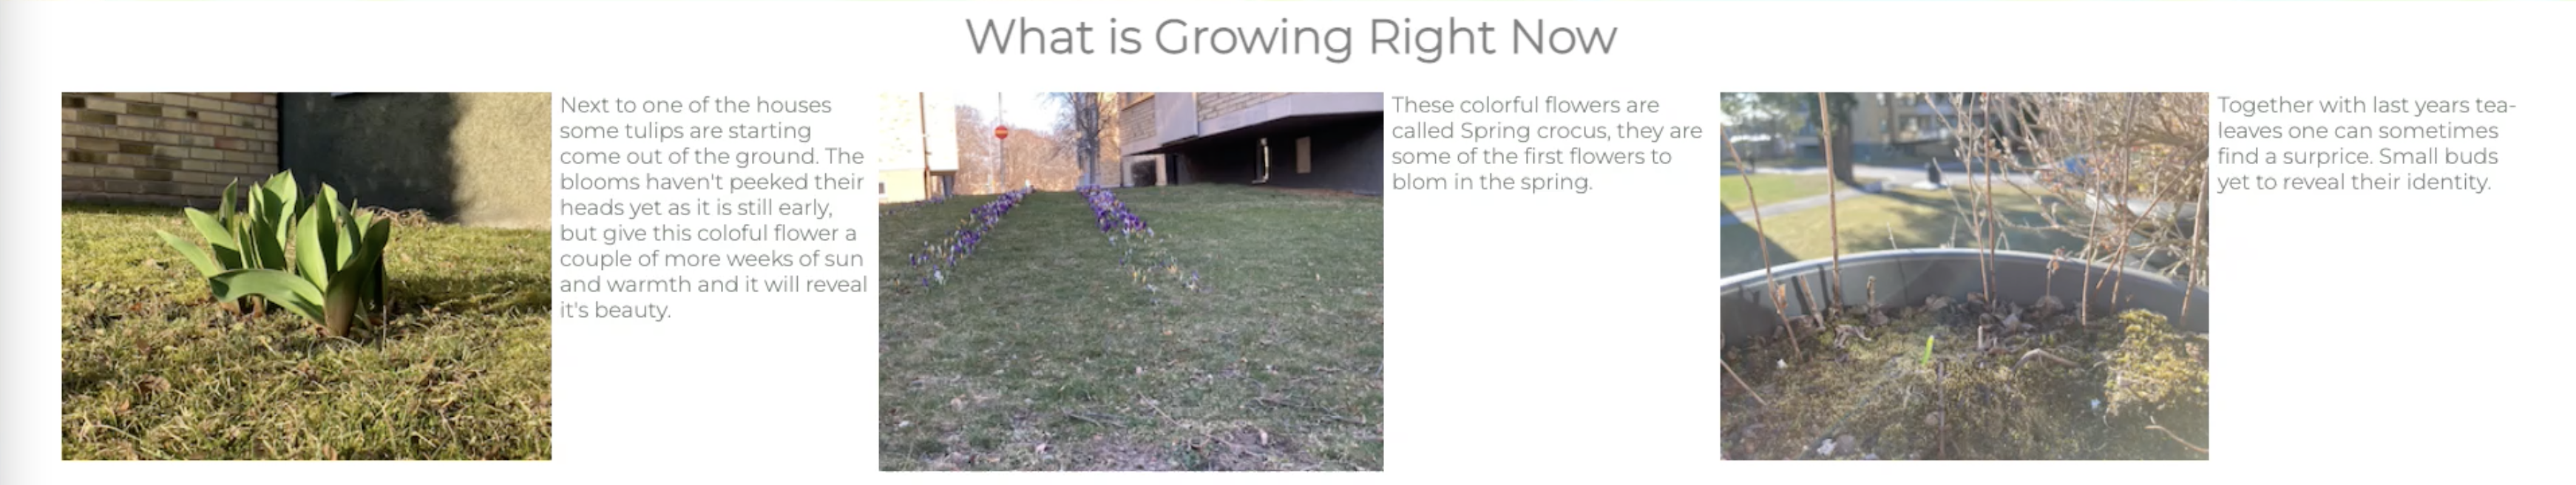 What is Growing Right Now
Next to one of the houses
some tulips are starting
come out of the ground. The
blooms haven't peeked their
heads yet as it is still early,
but give this coloful flower a
couple of more weeks of sun
and warmth and it will reveal
it's beauty.
These colorful flowers are
called Spring crocus, they are
some of the first flowers to
blom in the spring.
Together with last years tea-
leaves one can sometimes
find a surprice. Small buds
yet to reveal their identity.